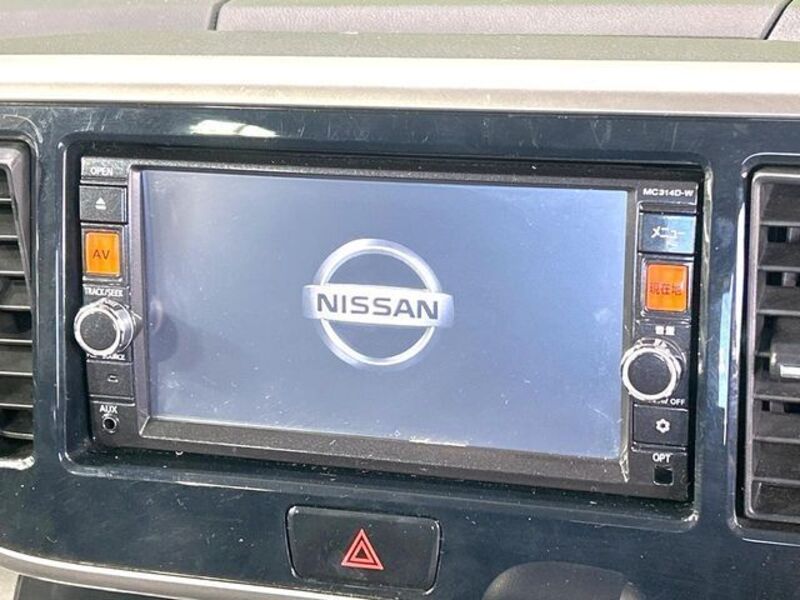 OPEN
MC314D-W
メニュー
AV
現在地
TRACK/SEEK
音量
NISSAN
SOURCE
OFF
AUX
OPT